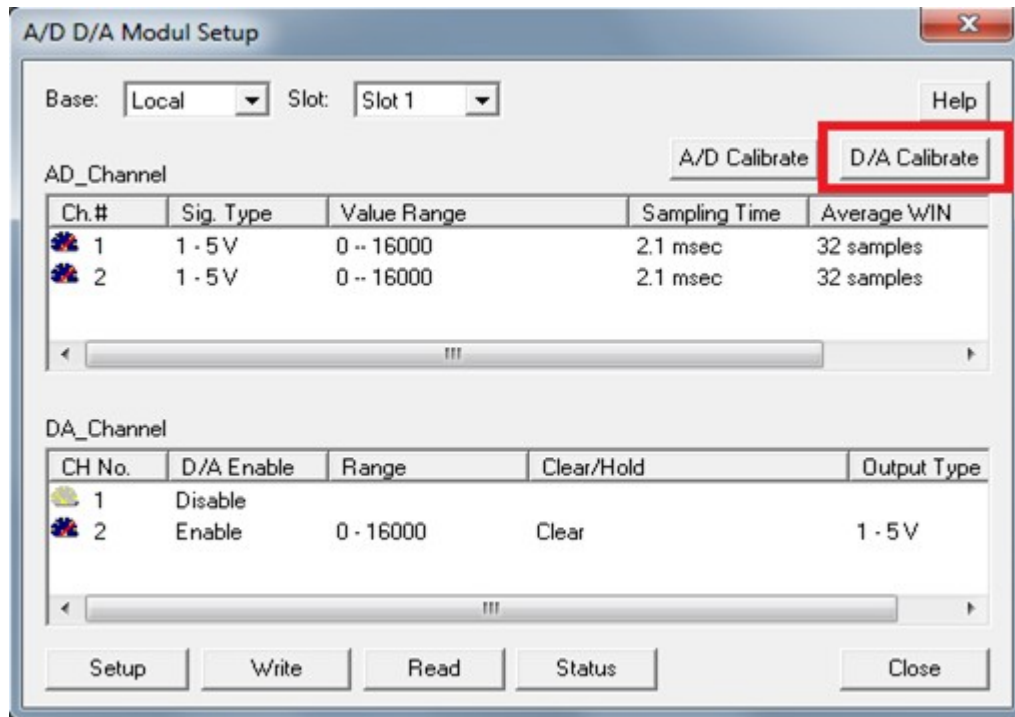 A/D D/A Modul Setup
Base: Local Slot: Slot 1 Help
A/D Calibrate D/A Calibrate
AD_Channel
Ch.# Sig. Type Value Range Sampling Time Average WIN
1 1 - 5 V 0 -- 16000 2.1 msec 32 samples
2 1 - 5 V 0 -- 16000 2.1 msec 32 samples
DA_Channel
CH No. D/A Enable Range Clear/Hold Output Type
1 Disable
2 Enable 0 - 16000 Clear 1 - 5 V
Setup Write Read Status Close